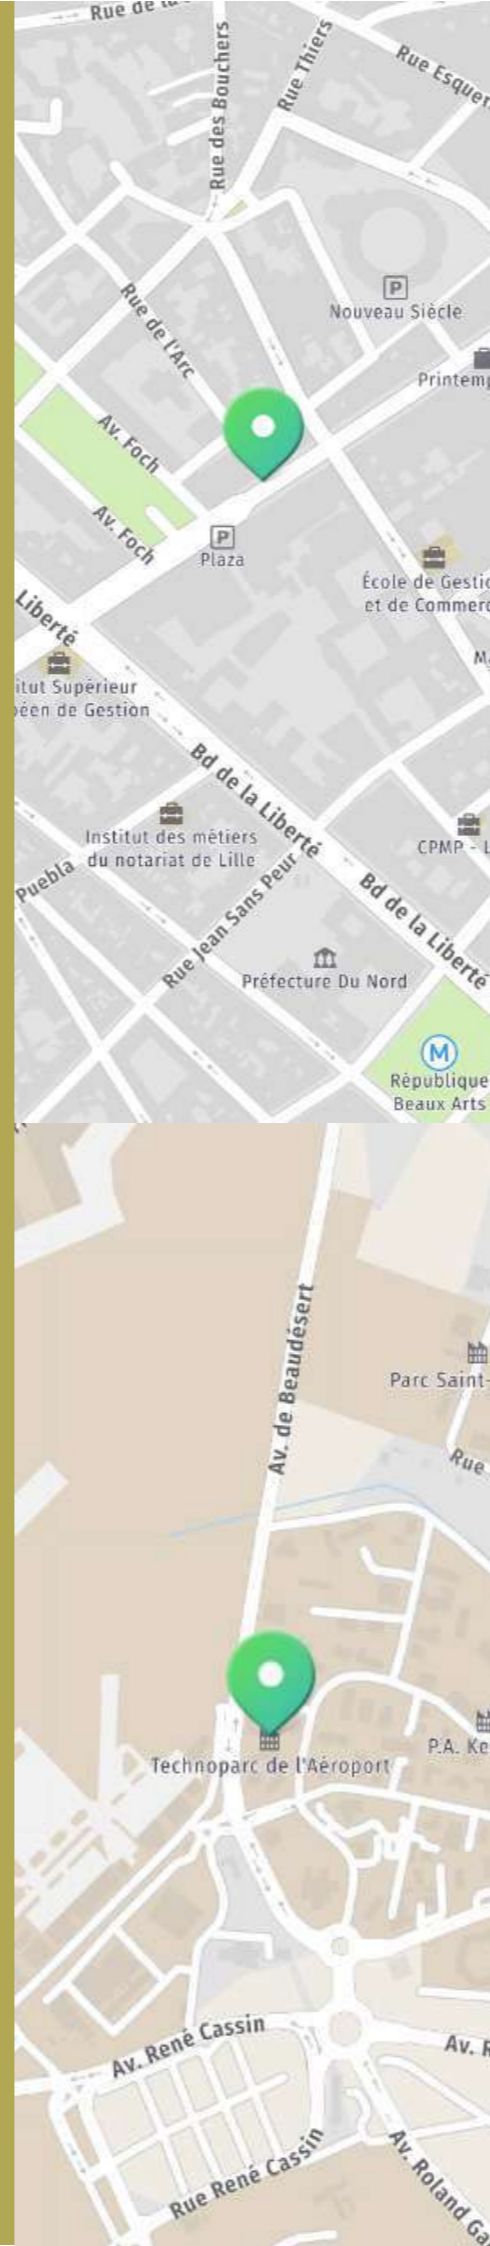 Rue des Bouchers
Rue Thiers
Rue Esquer
P
Nouveau Siècle
Rue de l'Arc
Printemp
Av. Foch
Av. Foch
P
Plaza
École de Gestio
et de Commerc
Liberté
itut Supérieur
péen de Gestion
Bd de la Liberté
Institut des métiers
du notariat de Lille
CPMP - L
Puebla
Rue Jean Sans Peur
Bd de la Liberté
Préfecture Du Nord
M
République
Beaux Arts
Av. de Beaudésert
Parc Saint-
Rue
P.A. Ke
Technoparc de l'Aéroport
Av. René Cassin
Av. R
Rue René Cassin
Av. Roland Ga